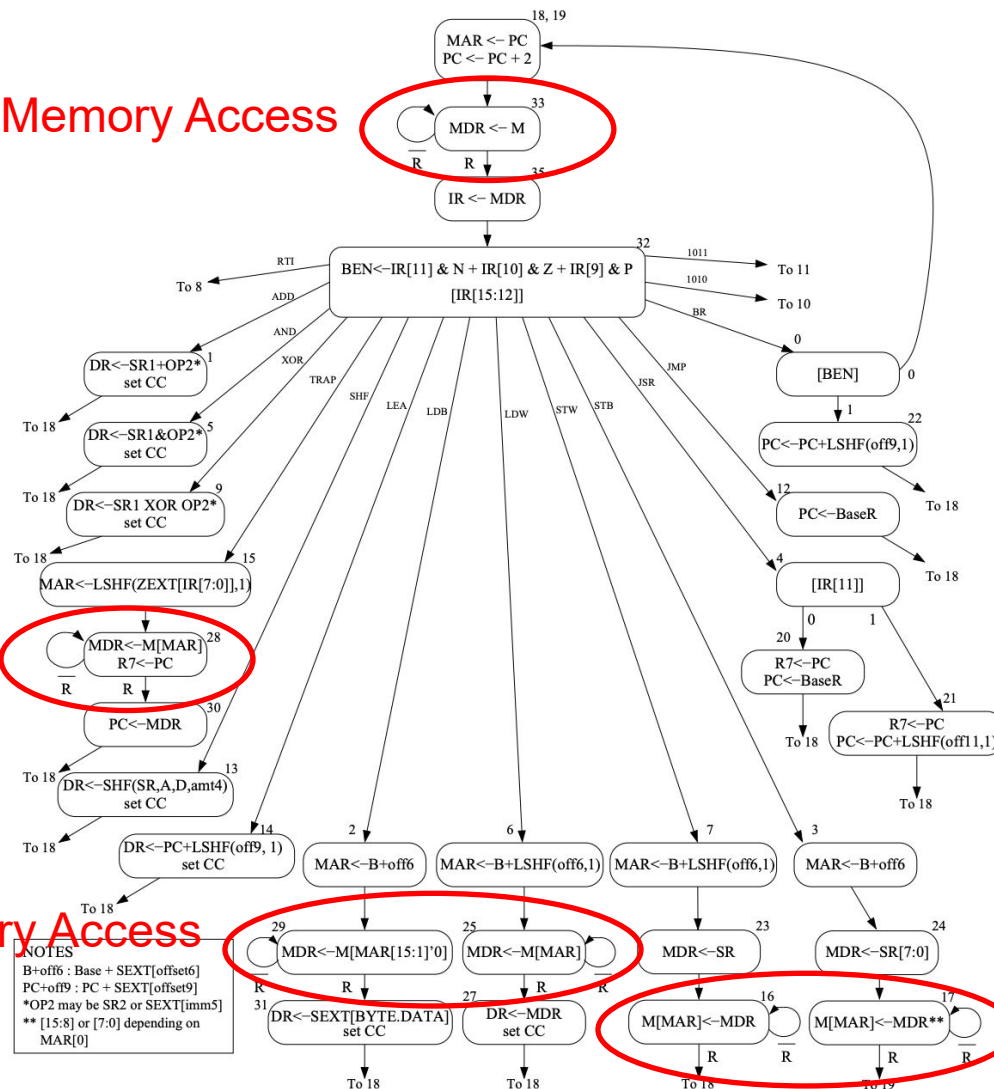 18, 19
MAR <– PC
PC <– PC + 2
Memory Access
33
MDR <– M
R
R
35
IR <– MDR
32
BEN<–IR[11] & N + IR[10] & Z + IR[9] & P
[IR[15:12]]
RTI
To 8
1011
To 11
1010
To 10
ADD
AND
XOR
TRAP
SHF
LEA
LDB
LDW
STW
STB
JSR
JMP
BR
1
DR<–SR1+OP2*
set CC
To 18
0
[BEN]
0
1
22
PC<–PC+LSHF(off9,1)
To 18
5
DR<–SR1&OP2*
set CC
To 18
9
DR<–SR1 XOR OP2*
set CC
To 18
12
PC<–BaseR
To 18
15
MAR<–LSHF(ZEXT[IR[7:0]],1)
4
[IR[11]]
0
1
28
MDR<–M[MAR]
R7<–PC
R
R
20
R7<–PC
PC<–BaseR
To 18
30
PC<–MDR
To 18
21
R7<–PC
PC<–PC+LSHF(off11,1)
To 18
13
DR<–SHF(SR,A,D,amt4)
set CC
To 18
14
DR<–PC+LSHF(off9, 1)
set CC
To 18
2
MAR<–B+off6
6
MAR<–B+LSHF(off6,1)
7
MAR<–B+LSHF(off6,1)
3
MAR<–B+off6
ry Access
29
MDR<–M[MAR[15:1]’0]
R
R
25
MDR<–M[MAR]
R
R
23
MDR<–SR
24
MDR<–SR[7:0]
31
DR<–SEXT[BYTE.DATA]
set CC
To 18
27
DR<–MDR
set CC
To 18
16
M[MAR]<–MDR
R
R
To 18
17
M[MAR]<–MDR**
R
R
To 19
NOTES
B+off6 : Base + SEXT[offset6]
PC+off9 : PC + SEXT[offset9]
*OP2 may be SR2 or SEXT[imm5]
** [15:8] or [7:0] depending on
MAR[0]